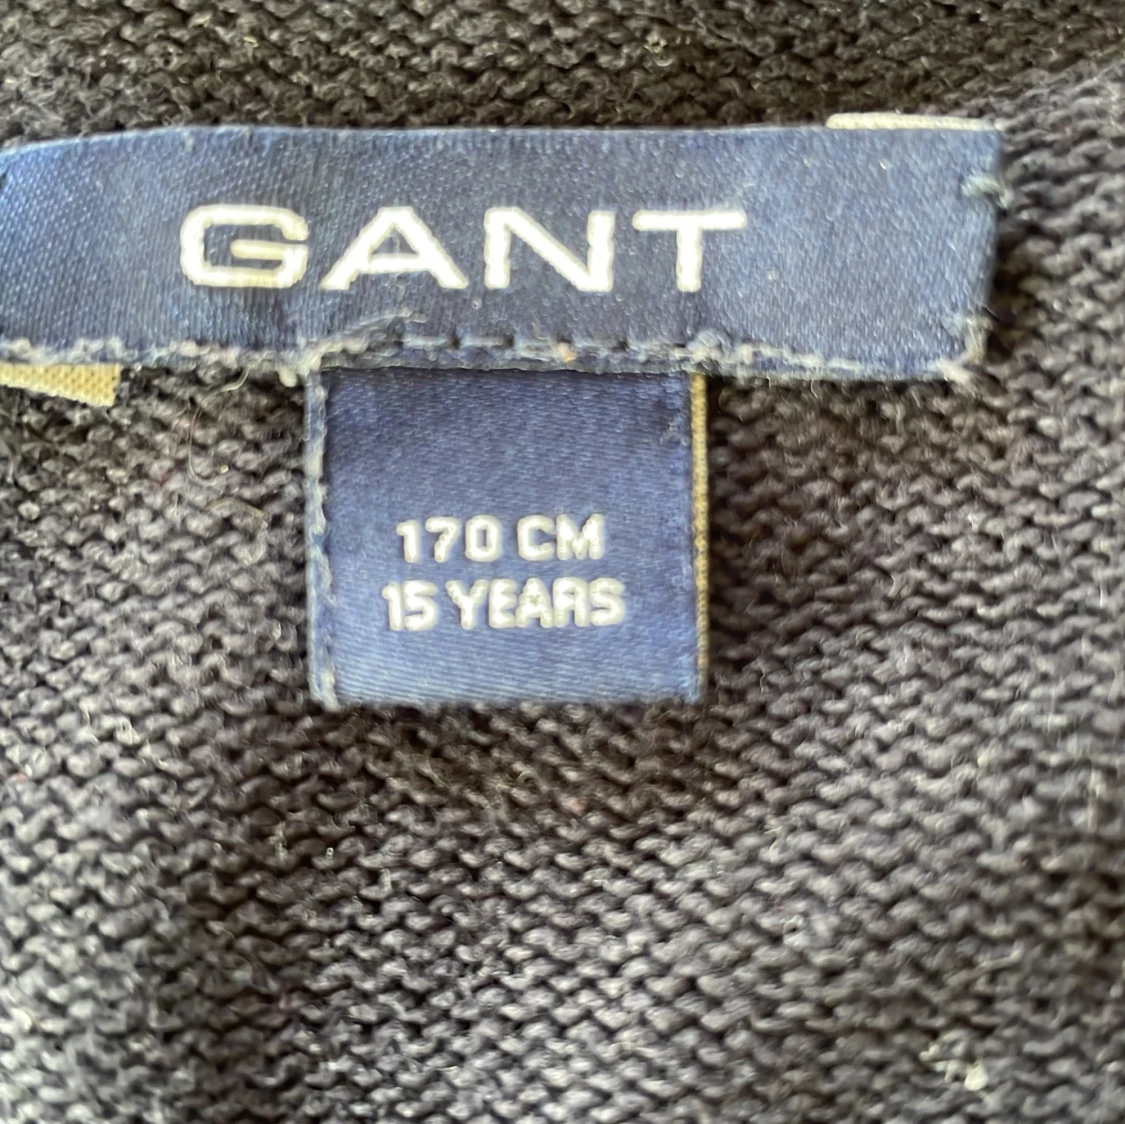 GANT
170 CM
15 YEARS